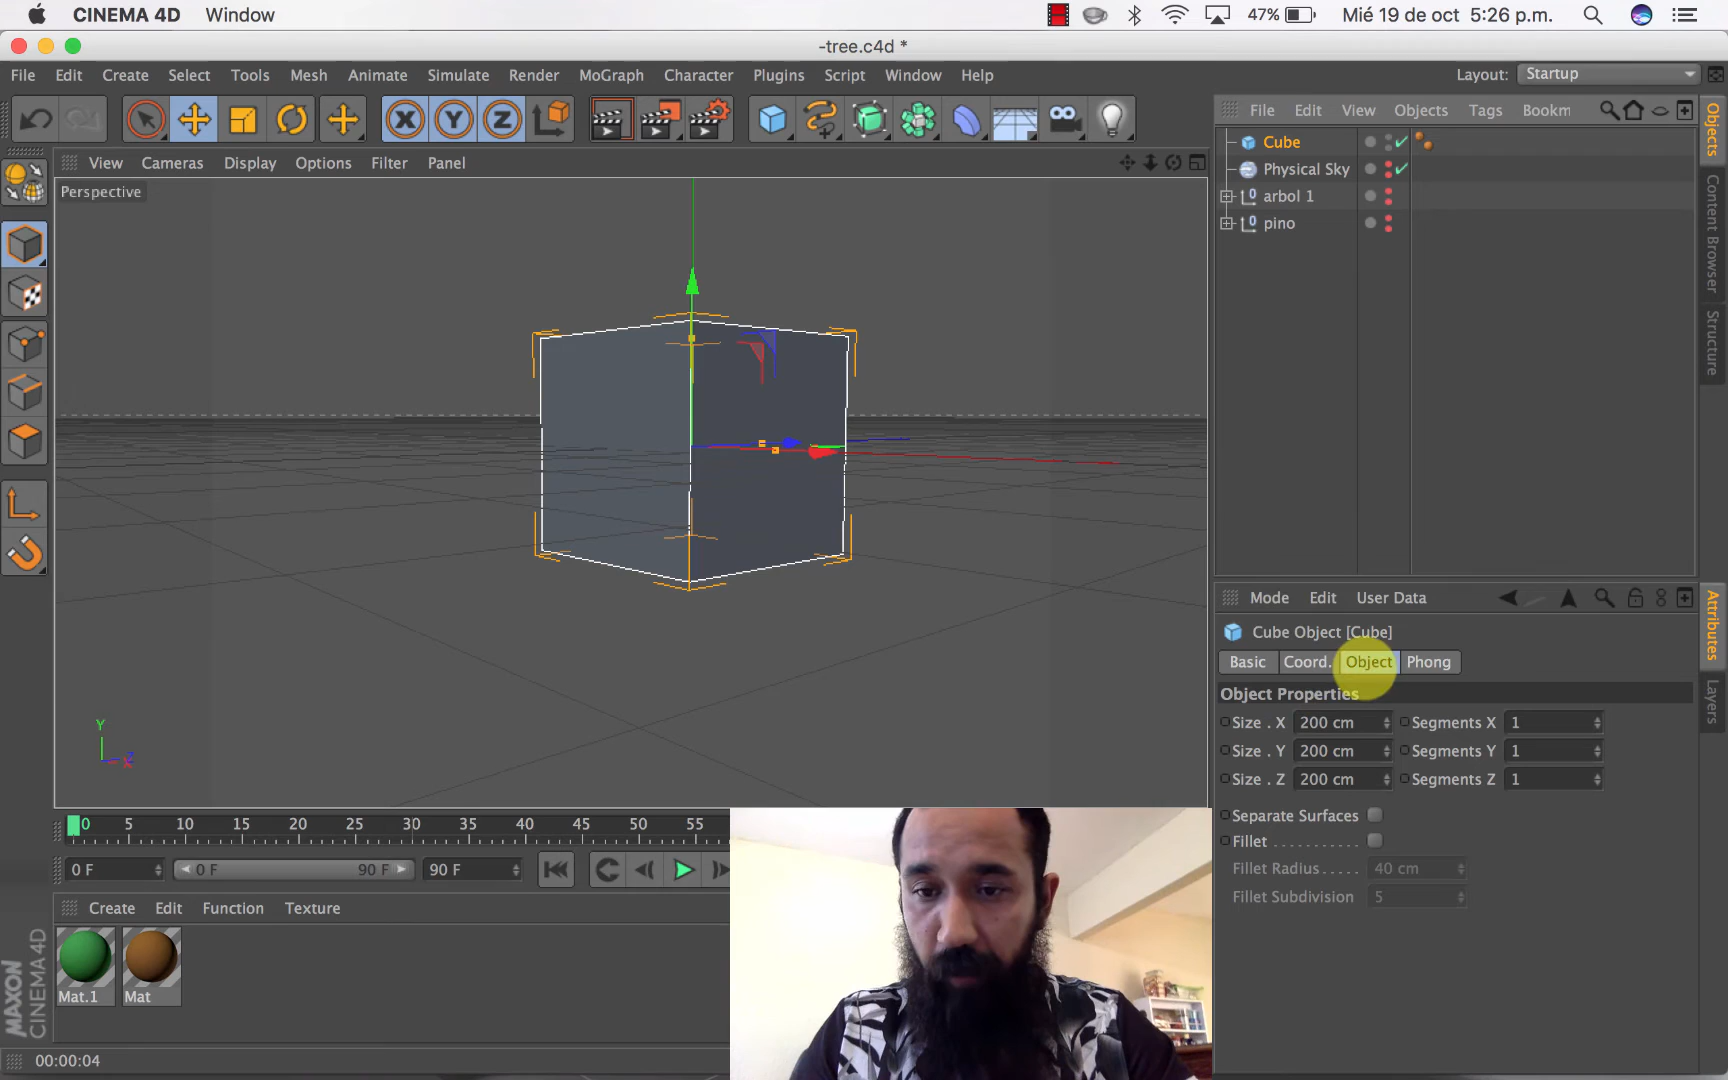 CINEMA 4D Window 47% Mié 19 de oct 5:26 p.m.
-tree.c4d *
File Edit Create Select Tools Mesh Animate Simulate Render MoGraph Character Plugins Script Window Help Layout: Startup
X Y Z
File Edit View Objects Tags Bookm
Objects
Content Browser
Structure
View Cameras Display Options Filter Panel
Perspective
Cube
Physical Sky
arbol 1
pino
Mode Edit User Data
Attributes
Layers
Cube Object [Cube]
Basic Coord. Object Phong
Object Properties
Size . X 200 cm Segments X 1
Size . Y 200 cm Segments Y 1
Size . Z 200 cm Segments Z 1
Separate Surfaces
Fillet . . . . . . . . . . .
Fillet Radius . . . . . 40 cm
Fillet Subdivision 5
Y
Z
X
0 5 10 15 20 25 30 35 40 45 50 55
0 F 0 F 90 F 90 F
Create Edit Function Texture
Mat.1 Mat
MAXON
CINEMA 4D
00:00:04